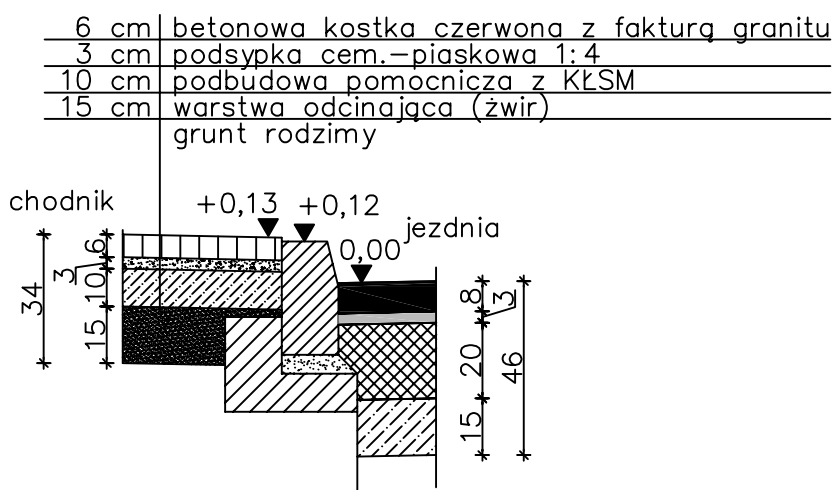 6 cm betonowa kostka czerwona z fakturą granitu
3 cm podsypka cem.-piaskowa 1:4
10 cm podbudowa pomocnicza z KŁSM
15 cm warstwa odcinająca (żwir)
grunt rodzimy
chodnik
+0,13
+0,12
jezdnia
0,00
34
6
3
10
15
8
3
20
15
46